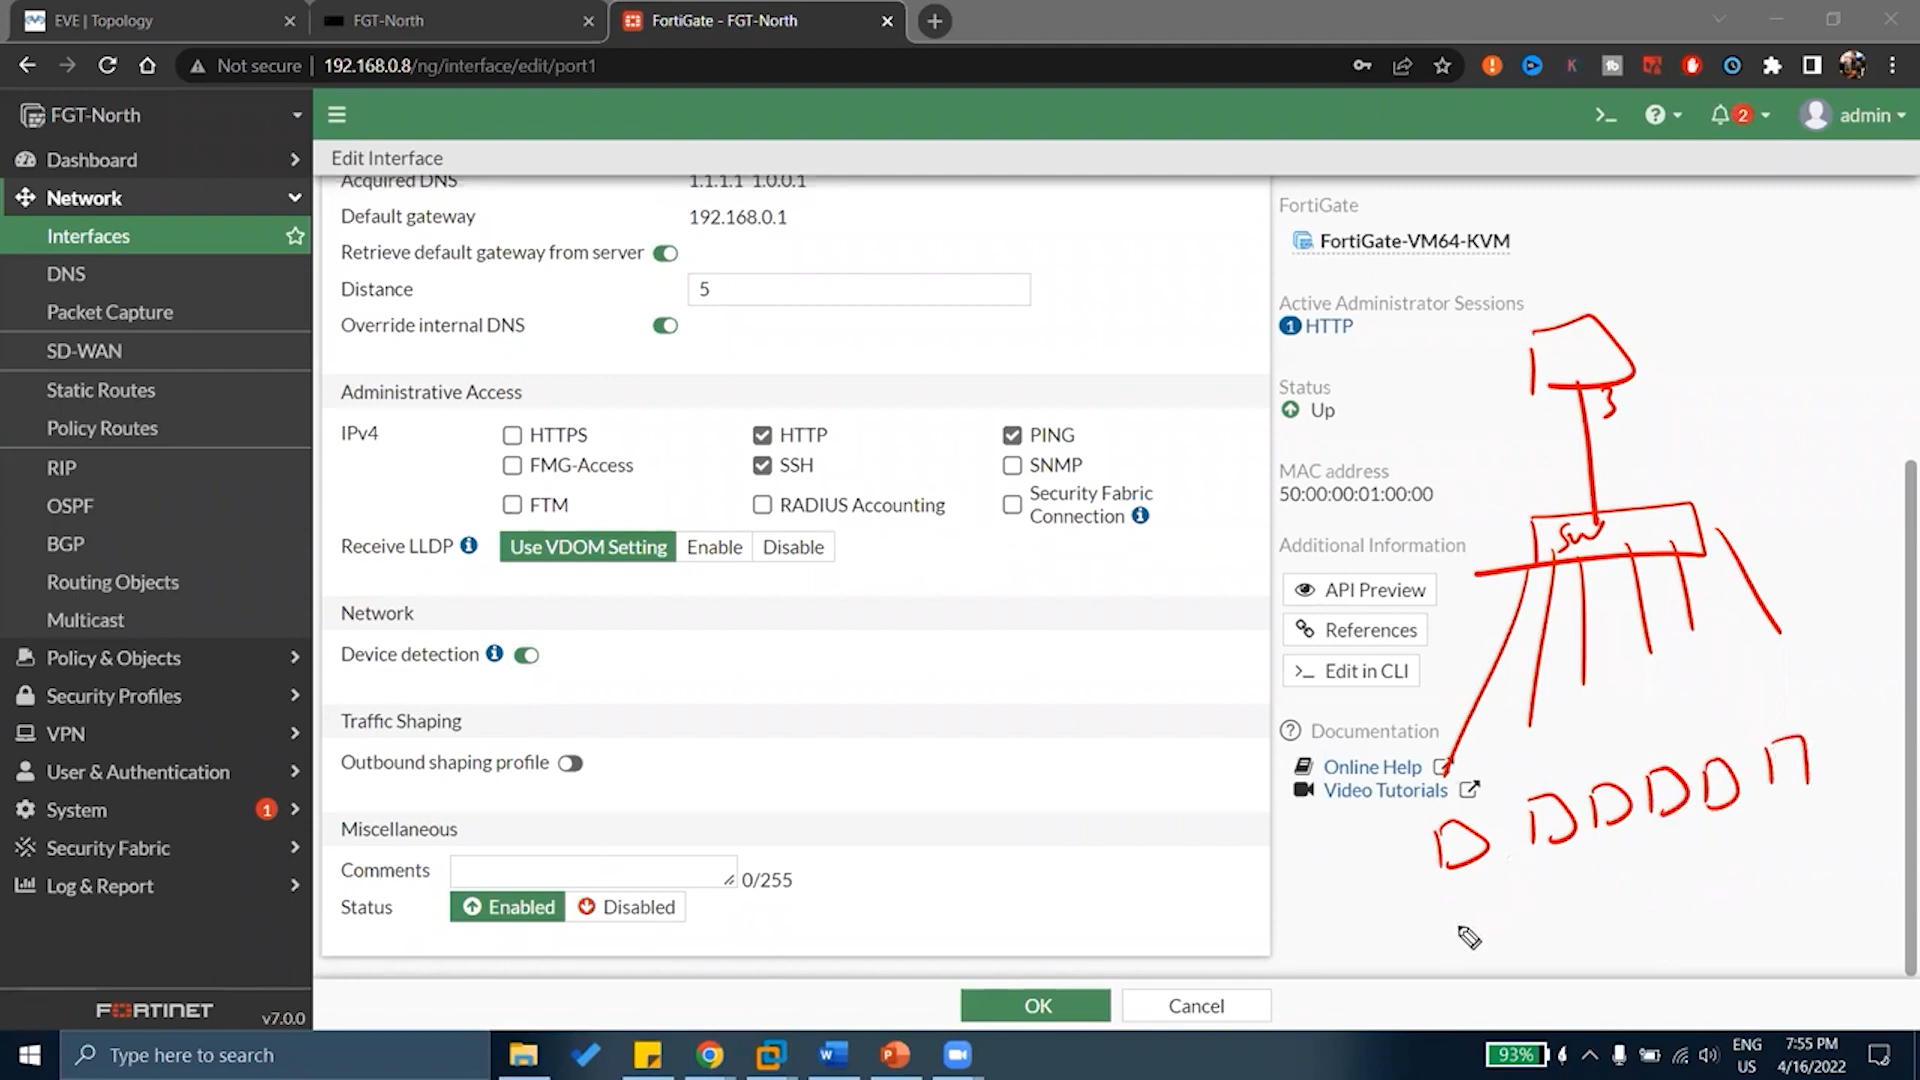 EVE | Topology
FGT-North
FortiGate - FGT-North
Not secure
192.168.0.8/ng/interface/edit/port1
FGT-North
2
admin
Dashboard
Network
Interfaces
DNS
Packet Capture
SD-WAN
Static Routes
Policy Routes
RIP
OSPF
BGP
Routing Objects
Multicast
Policy & Objects
Security Profiles
VPN
User & Authentication
System
1
Security Fabric
Log & Report
FORTINET
v7.0.0
Edit Interface
Acquired DNS
1.1.1.1 1.0.0.1
Default gateway
192.168.0.1
Retrieve default gateway from server
Distance
5
Override internal DNS
Administrative Access
IPv4
HTTPS
HTTP
PING
FMG-Access
SSH
SNMP
FTM
RADIUS Accounting
Security Fabric
Connection
Receive LLDP
Use VDOM Setting
Enable
Disable
Network
Device detection
Traffic Shaping
Outbound shaping profile
Miscellaneous
Comments
0/255
Status
Enabled
Disabled
OK
Cancel
FortiGate
FortiGate-VM64-KVM
Active Administrator Sessions
1 HTTP
Status
Up
MAC address
50:00:00:01:00:00
Additional Information
API Preview
References
Edit in CLI
Documentation
Online Help
Video Tutorials
3
SW
Type here to search
93%
ENG
US
7:55 PM
4/16/2022